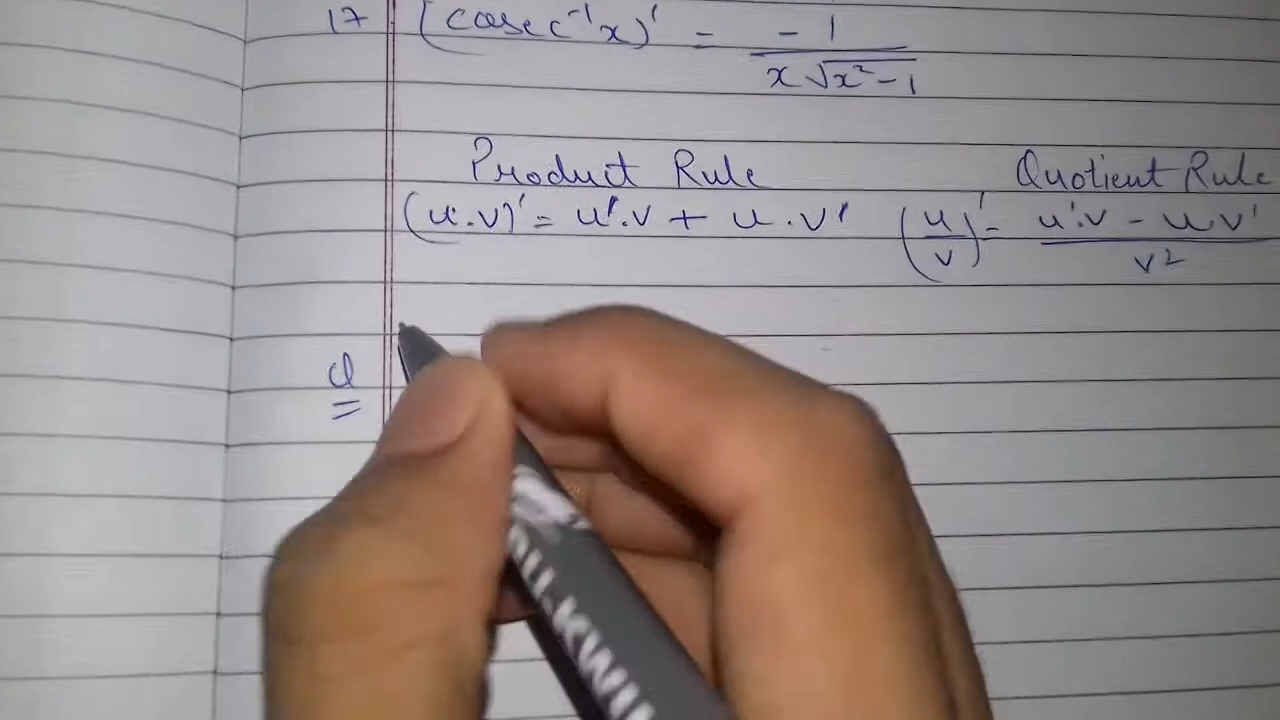 17 (cosec⁻¹x)' = -1 / x√x²-1
Product Rule Quotient Rule
(u.v)' = u'.v + u.v' (u/v)' = u'.v - u v' / v²
Q